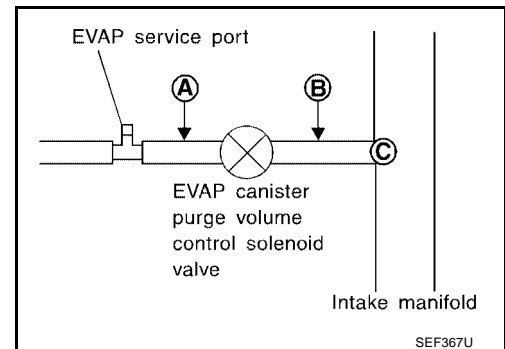 EVAP service port
A
B
C
EVAP canister
purge volume
control solenoid
valve
Intake manifold
SEF367U